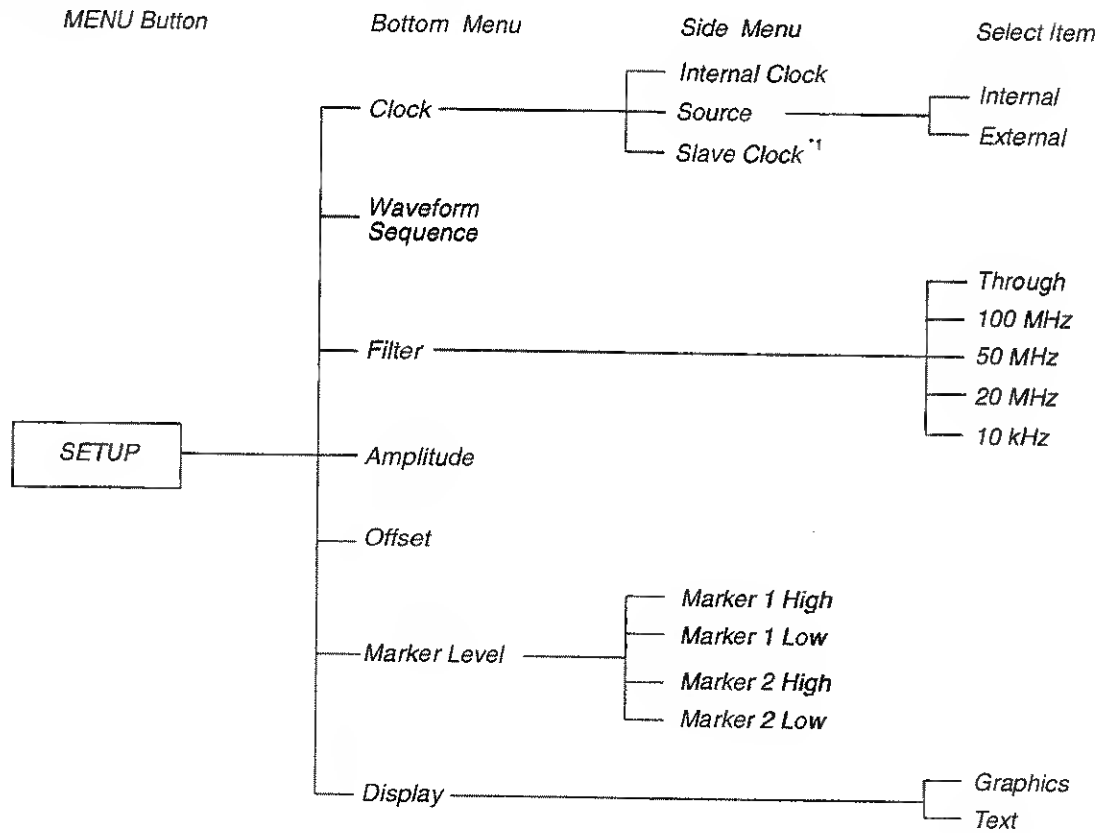 MENU Button
Bottom Menu
Side Menu
Select Item
Internal Clock
Clock
Source
Internal
External
Slave Clock *1
Waveform
Sequence
Through
100 MHz
Filter
50 MHz
20 MHz
10 kHz
SETUP
Amplitude
Offset
Marker 1 High
Marker 1 Low
Marker Level
Marker 2 High
Marker 2 Low
Display
Graphics
Text